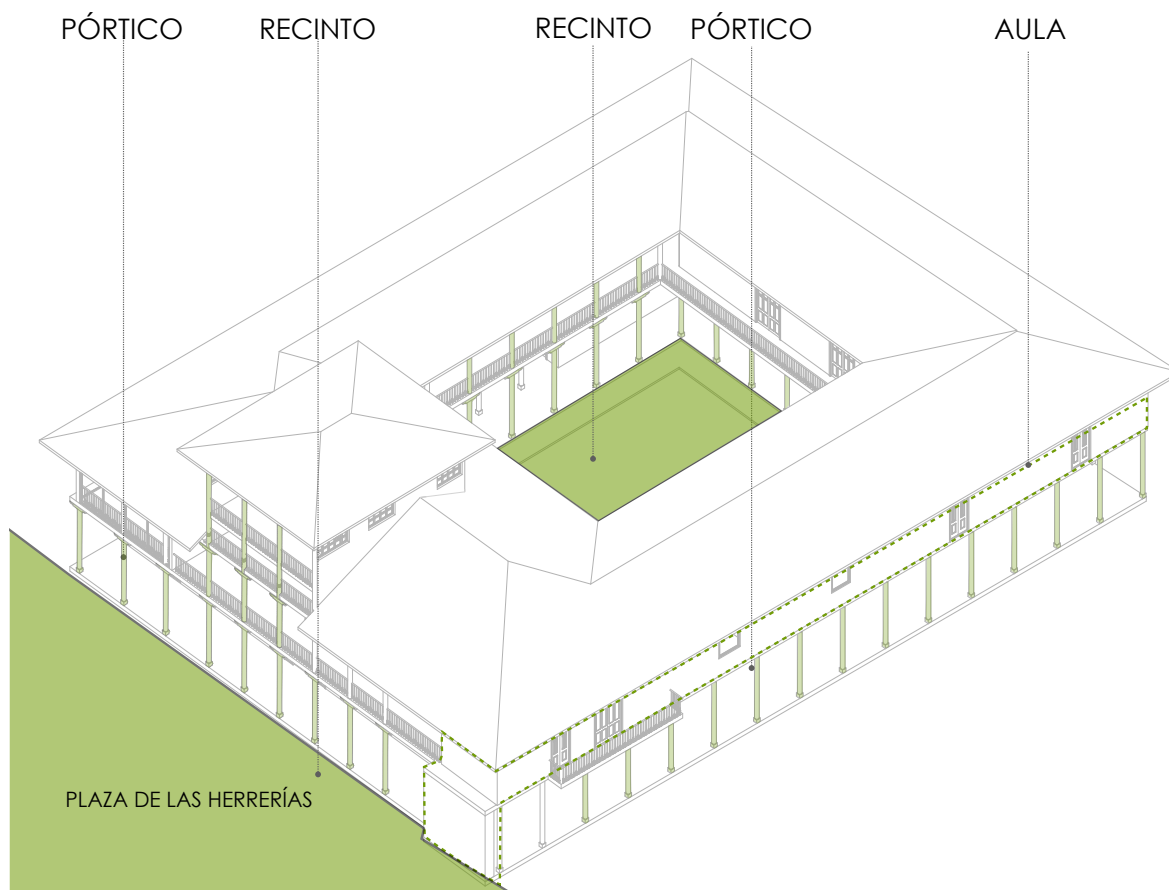 PÓRTICO
RECINTO
RECINTO
PÓRTICO
AULA
PLAZA DE LAS HERRERÍAS